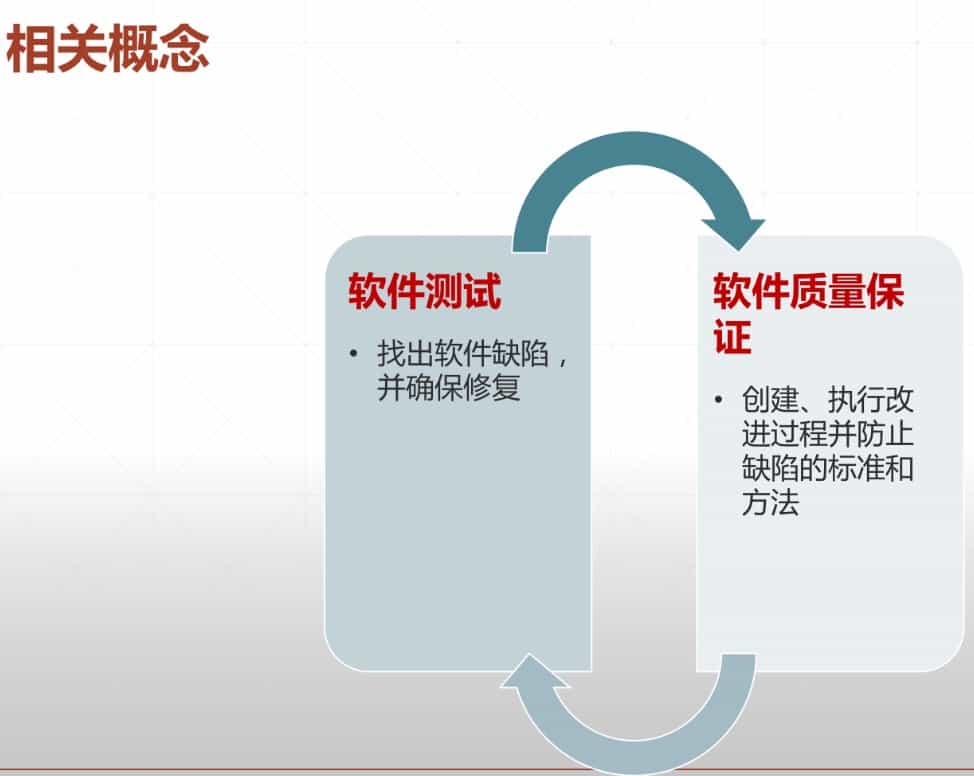 相关概念
软件测试
• 找出软件缺陷，
并确保修复
软件质量保
证
• 创建、执行改
进过程并防止
缺陷的标准和
方法